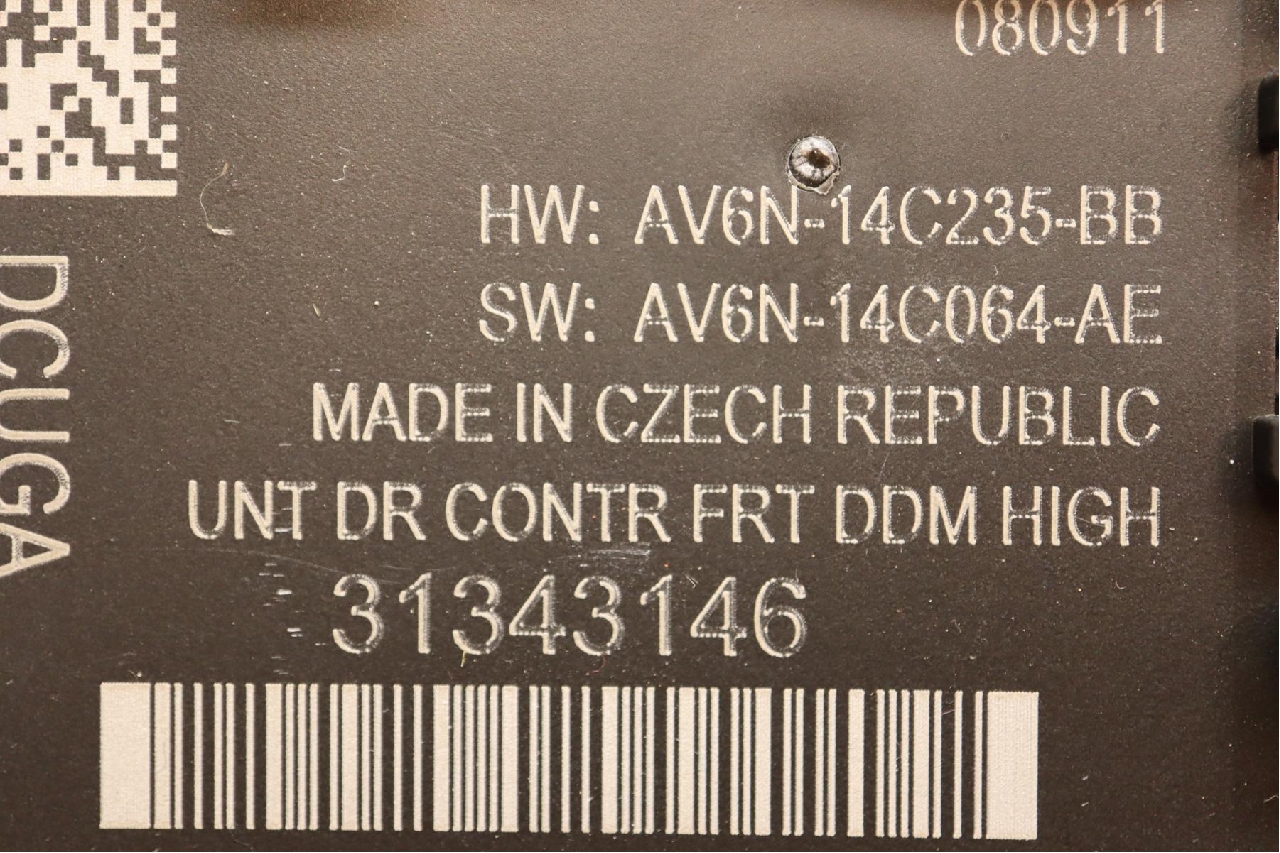 080911
HW: AV6N-14C235-BB
SW: AV6N-14C064-AE
MADE IN CZECH REPUBLIC
UNT DR CONTR FRT DDM HIGH
31343146
DCUGA